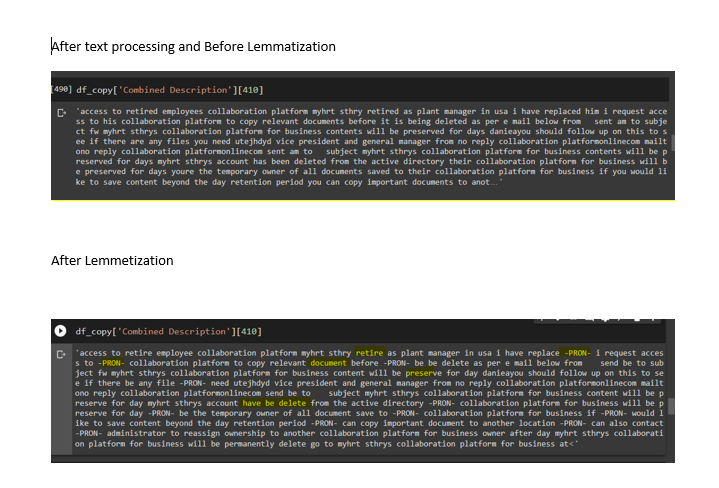 After text processing and Before Lemmatization
[490] df_copy['Combined Description'][410]
'access to retired employees collaboration platform myhrt sthry retired as plant manager in usa i have replaced him i request acce
ss to his collaboration platform to copy relevant documents before it is being deleted as per e mail below from sent am to subje
ct fw myhrt sthrys collaboration platform for business contents will be preserved for days danieayou should follow up on this to s
ee if there are any files you need utejhdyd vice president and general manager from no reply collaboration platformonlinecom mailt
ono reply collaboration platformonlinecom sent am to subject myhrt sthrys collaboration platform for business contents will be p
reserved for days myhrt sthrys account has been deleted from the active directory their collaboration platform for business will b
e preserved for days youre the temporary owner of all documents saved to their collaboration platform for business if you would li
ke to save content beyond the day retention period you can copy important documents to anot...'
After Lemmetization
df_copy['Combined Description'][410]
'access to retire employee collaboration platform myhrt sthry retire as plant manager in usa i have replace -PRON- i request acces
s to -PRON- collaboration platform to copy relevant document before -PRON- be be delete as per e mail below from send be to sub
ject fw myhrt sthrys collaboration platform for business content will be preserve for day danieayou should follow up on this to se
e if there be any file -PRON- need utejhdyd vice president and general manager from no reply collaboration platformonlinecom mailt
ono reply collaboration platformonlinecom send be to subject myhrt sthrys collaboration platform for business content will be p
reserve for day myhrt sthrys account have be delete from the active directory -PRON- collaboration platform for business will be p
reserve for day -PRON- be the temporary owner of all document save to -PRON- collaboration platform for business if -PRON- would l
ike to save content beyond the day retention period -PRON- can copy important document to another location -PRON- can also contact
-PRON- administrator to reassign ownership to another collaboration platform for business owner after day myhrt sthrys collaborati
on platform for business will be permanently delete go to myhrt sthrys collaboration platform for business at<'